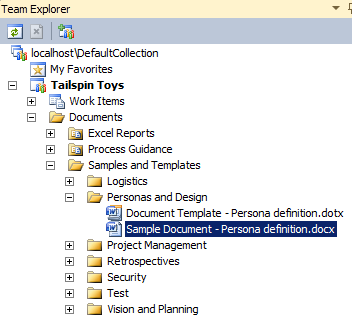 Team Explorer
localhost\DefaultCollection
My Favorites
Tailspin Toys
Work Items
Documents
Excel Reports
Process Guidance
Samples and Templates
Logistics
Personas and Design
Document Template - Persona definition.dotx
Sample Document - Persona definition.docx
Project Management
Retrospectives
Security
Test
Vision and Planning